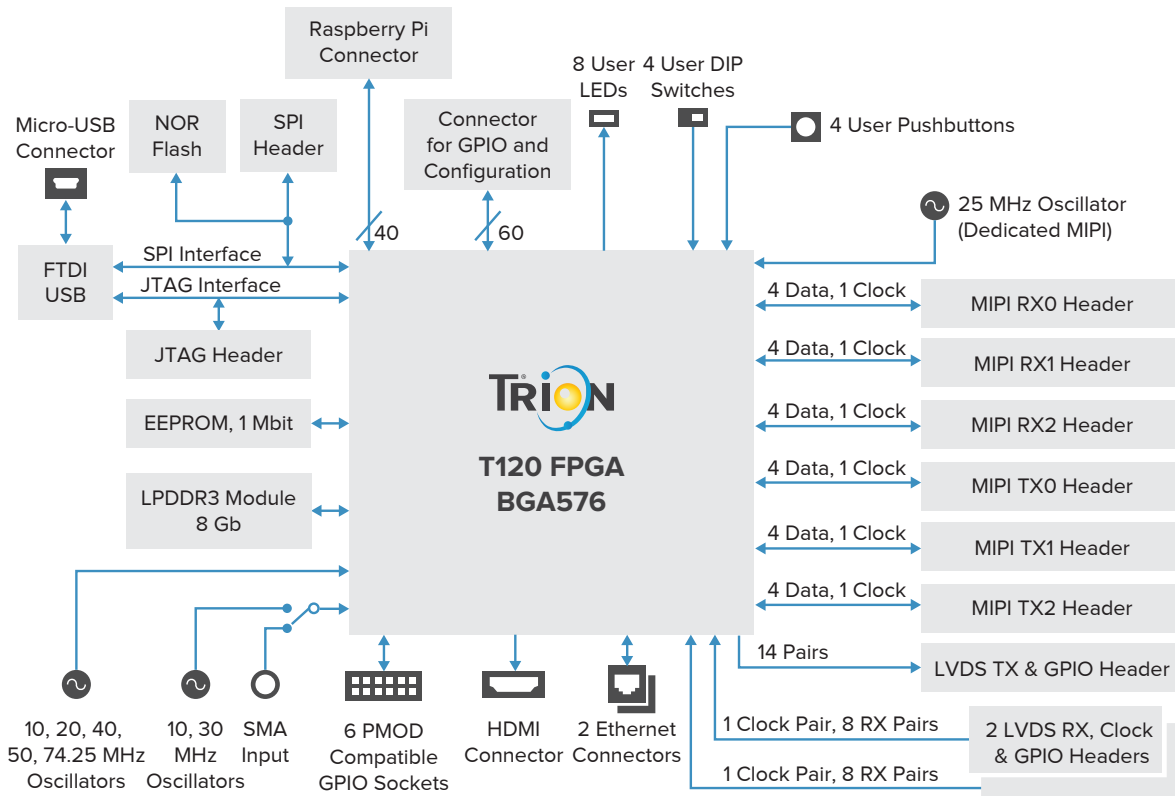 Raspberry Pi
Connector
8 User
LEDs
4 User DIP
Switches
4 User Pushbuttons
Micro-USB
Connector
NOR
Flash
SPI
Header
Connector
for GPIO and
Configuration
40
60
25 MHz Oscillator
(Dedicated MIPI)
FTDI
USB
SPI Interface
JTAG Interface
JTAG Header
EEPROM, 1 Mbit
LPDDR3 Module
8 Gb
TRION®
T120 FPGA
BGA576
4 Data, 1 Clock
MIPI RX0 Header
4 Data, 1 Clock
MIPI RX1 Header
4 Data, 1 Clock
MIPI RX2 Header
4 Data, 1 Clock
MIPI TX0 Header
4 Data, 1 Clock
MIPI TX1 Header
4 Data, 1 Clock
MIPI TX2 Header
14 Pairs
LVDS TX & GPIO Header
1 Clock Pair, 8 RX Pairs
2 LVDS RX, Clock
& GPIO Headers
1 Clock Pair, 8 RX Pairs
10, 20, 40,
50, 74.25 MHz
Oscillators
10, 30
MHz
Oscillators
SMA
Input
6 PMOD
Compatible
GPIO Sockets
HDMI
Connector
2 Ethernet
Connectors